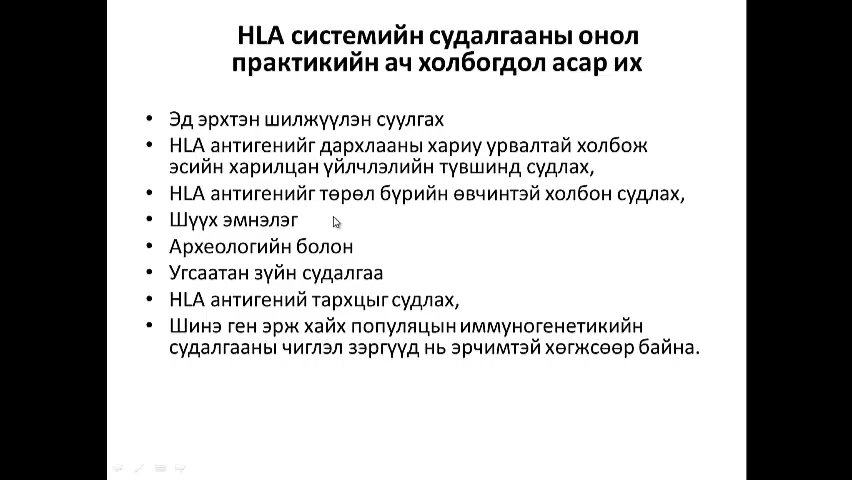 HLA системийн судалгааны онол
практикийн ач холбогдол асар их
• Эд эрхтэн шилжүүлэн суулгах
• HLA антигенийг дархлааны хариу урвалтай холбож
эсийн харилцан үйлчлэлийн түвшинд судлах,
• HLA антигенийг төрөл бүрийн өвчинтэй холбон судлах,
• Шүүх эмнэлэг
• Археологийн болон
• Угсаатан зүйн судалгаа
• HLA антигений тархцыг судлах,
• Шинэ ген эрж хайх популяцын иммуногенетикийн
судалгааны чиглэл зэргүүд нь эрчимтэй хөгжсөөр байна.